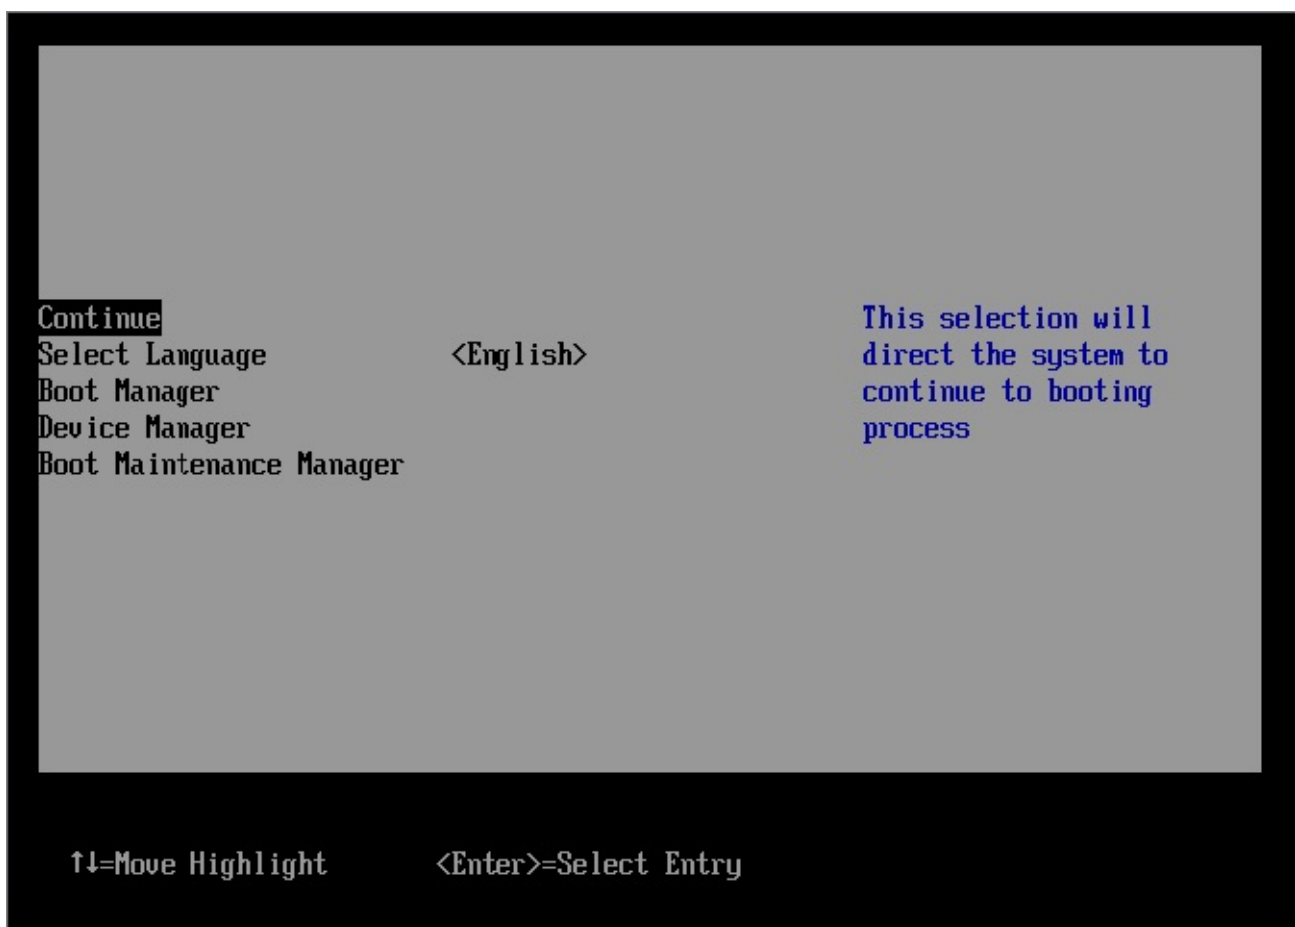 Continue
Select Language <English>
Boot Manager
Device Manager
Boot Maintenance Manager
This selection will
direct the system to
continue to booting
process
↑↓=Move Highlight <Enter>=Select Entry